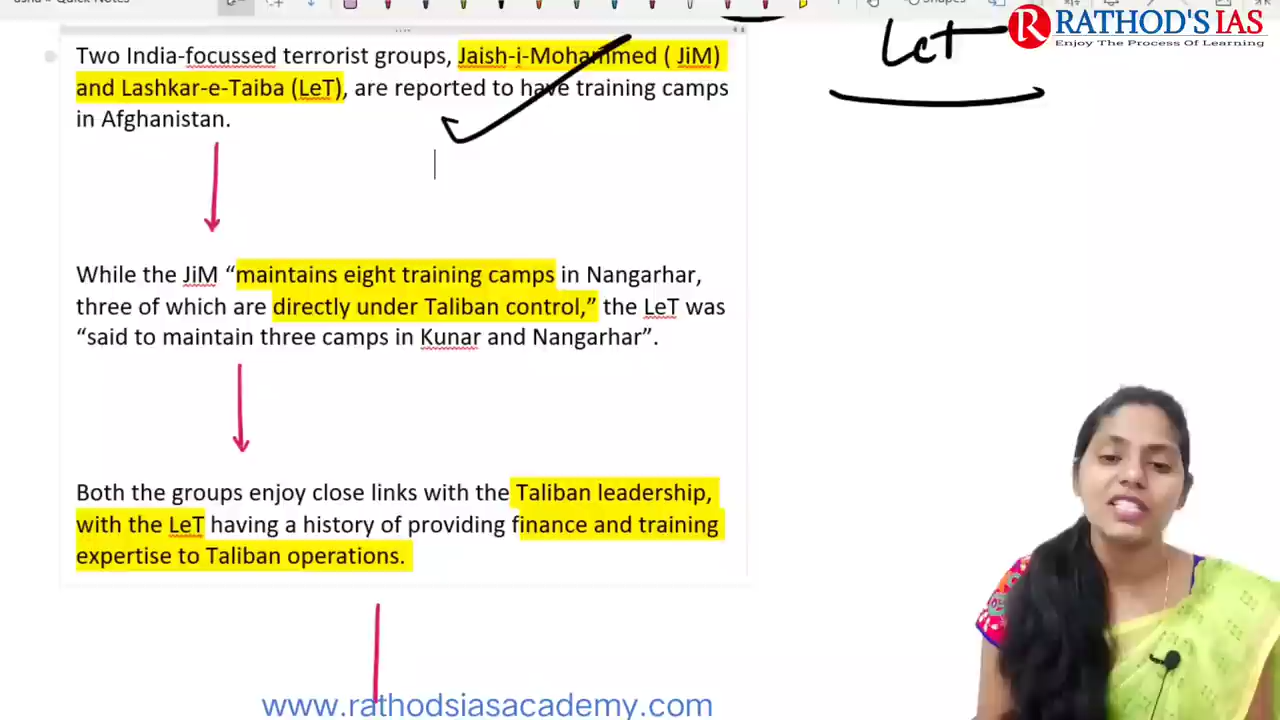 LeT
RATHOD'S IAS
Enjoy The Process Of Learning
Two India-focussed terrorist groups, Jaish-i-Mohammed ( JiM)
and Lashkar-e-Taiba (LeT), are reported to have training camps
in Afghanistan.
While the JiM “maintains eight training camps in Nangarhar,
three of which are directly under Taliban control,” the LeT was
“said to maintain three camps in Kunar and Nangarhar”.
Both the groups enjoy close links with the Taliban leadership,
with the LeT having a history of providing finance and training
expertise to Taliban operations.
www.rathodsiasacademy.com